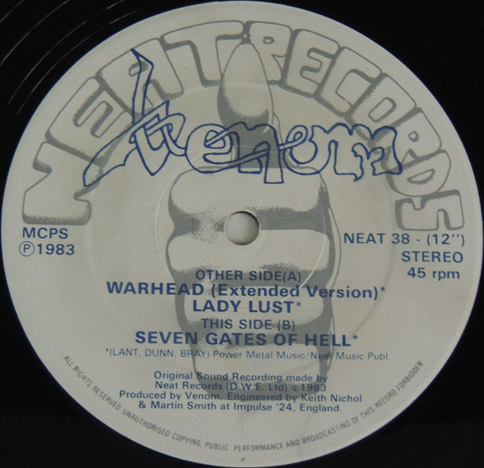 NEAT RECORDS
Venom
MCPS
Ⓟ1983
NEAT 38 - (12")
STEREO
45 rpm
OTHER SIDE(A)
WARHEAD (Extended Version)*
LADY LUST*
THIS SIDE (B)
SEVEN GATES OF HELL*
*(LANT, DUNN, BRAY) Power Metal Music/Neat Music Publ.
Original Sound Recording made by
Neat Records (D.W.E. Ltd) c1983
Produced by Venom. Engineered by Keith Nichol
& Martin Smith at Impulse '24, England.
ALL RIGHTS RESERVED. UNAUTHORISED COPYING, PUBLIC PERFORMANCE AND BROADCASTING OF THIS RECORD FORBIDDEN